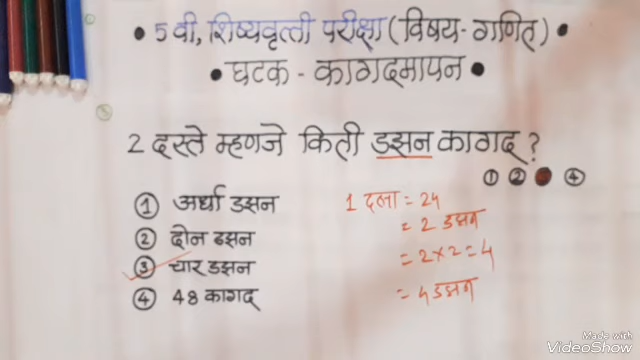 • 5 वी, शिष्यवृत्ती परीक्षा (विषय - गणित) •
• घटक - कागदमापन •
2 दस्ते म्हणजे किती डझन कागद ?
① ② ④
① अर्धा डझन
② दोन डझन
③ चार डझन
④ 48 कागद
1 दस्ता = 24
= 2 डझन
= 2 × 2 = 4
= 4 डझन
Made with
VideoShow